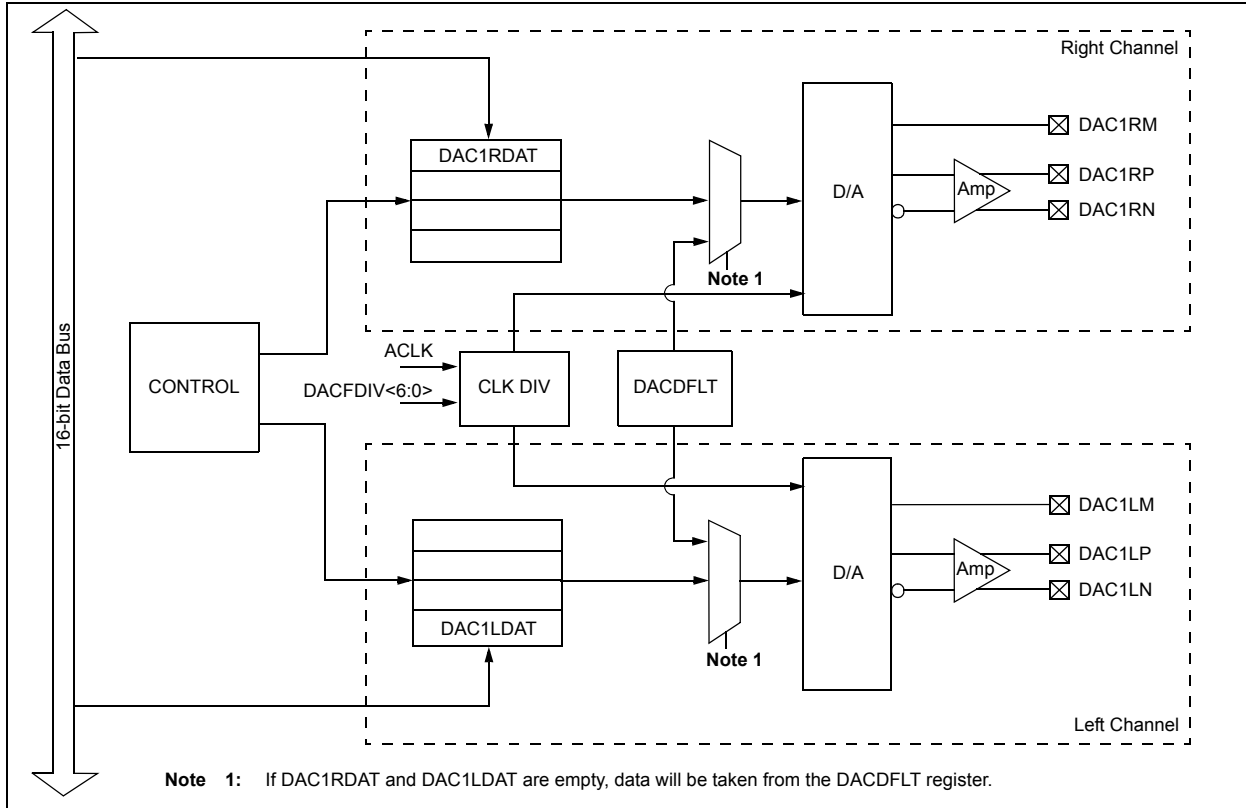 Right Channel
DAC1RM
DAC1RDAT
D/A
Amp
DAC1RP
DAC1RN
Note 1
16-bit Data Bus
CONTROL
ACLK
DACFDIV<6:0>
CLK DIV
DACDFLT
DAC1LM
D/A
Amp
DAC1LP
DAC1LN
DAC1LDAT
Note 1
Left Channel
Note 1: If DAC1RDAT and DAC1LDAT are empty, data will be taken from the DACDFLT register.